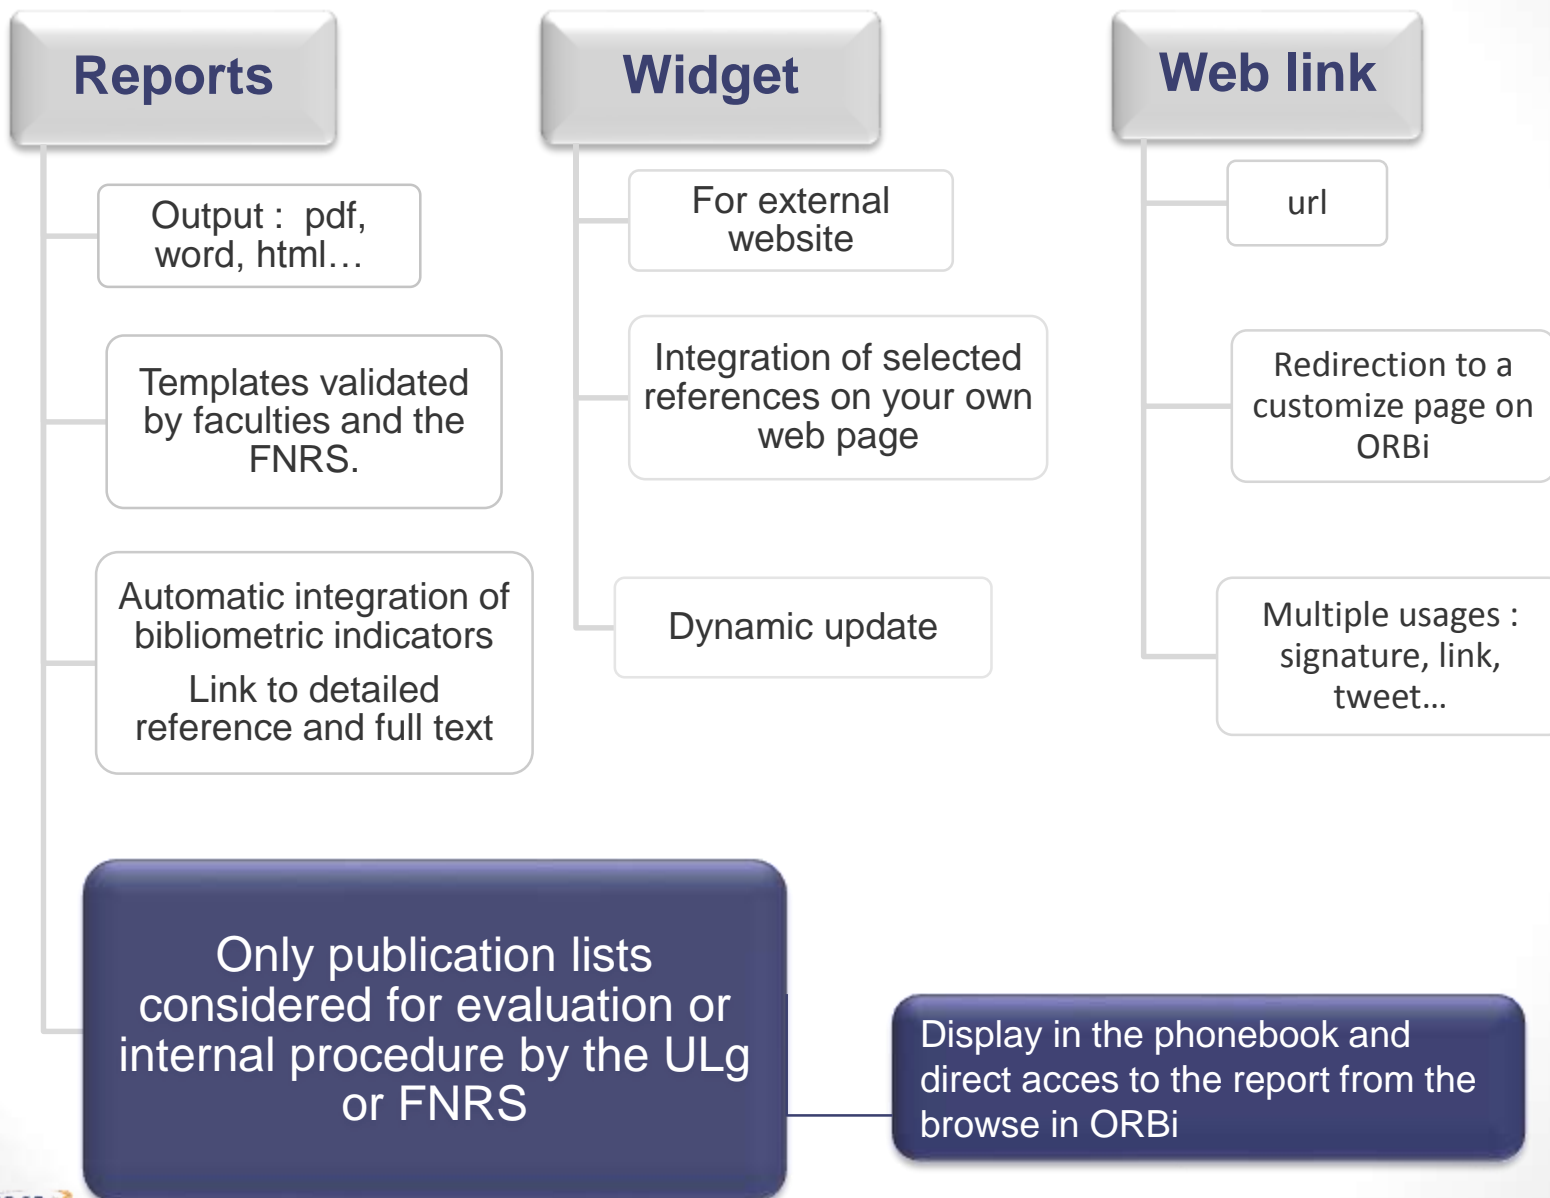 Reports
Output :  pdf,
word, html…
Templates validated
by faculties and the
FNRS.
Automatic integration of
bibliometric indicators
Link to detailed
reference and full text
Only publication lists
considered for evaluation or
internal procedure by the ULg
or FNRS
Display in the phonebook and
direct acces to the report from the
browse in ORBi
Widget
For external
website
Integration of selected
references on your own
web page
Dynamic update
Web link
url
Redirection to a
customize page on
ORBi
Multiple usages :
signature, link,
tweet…